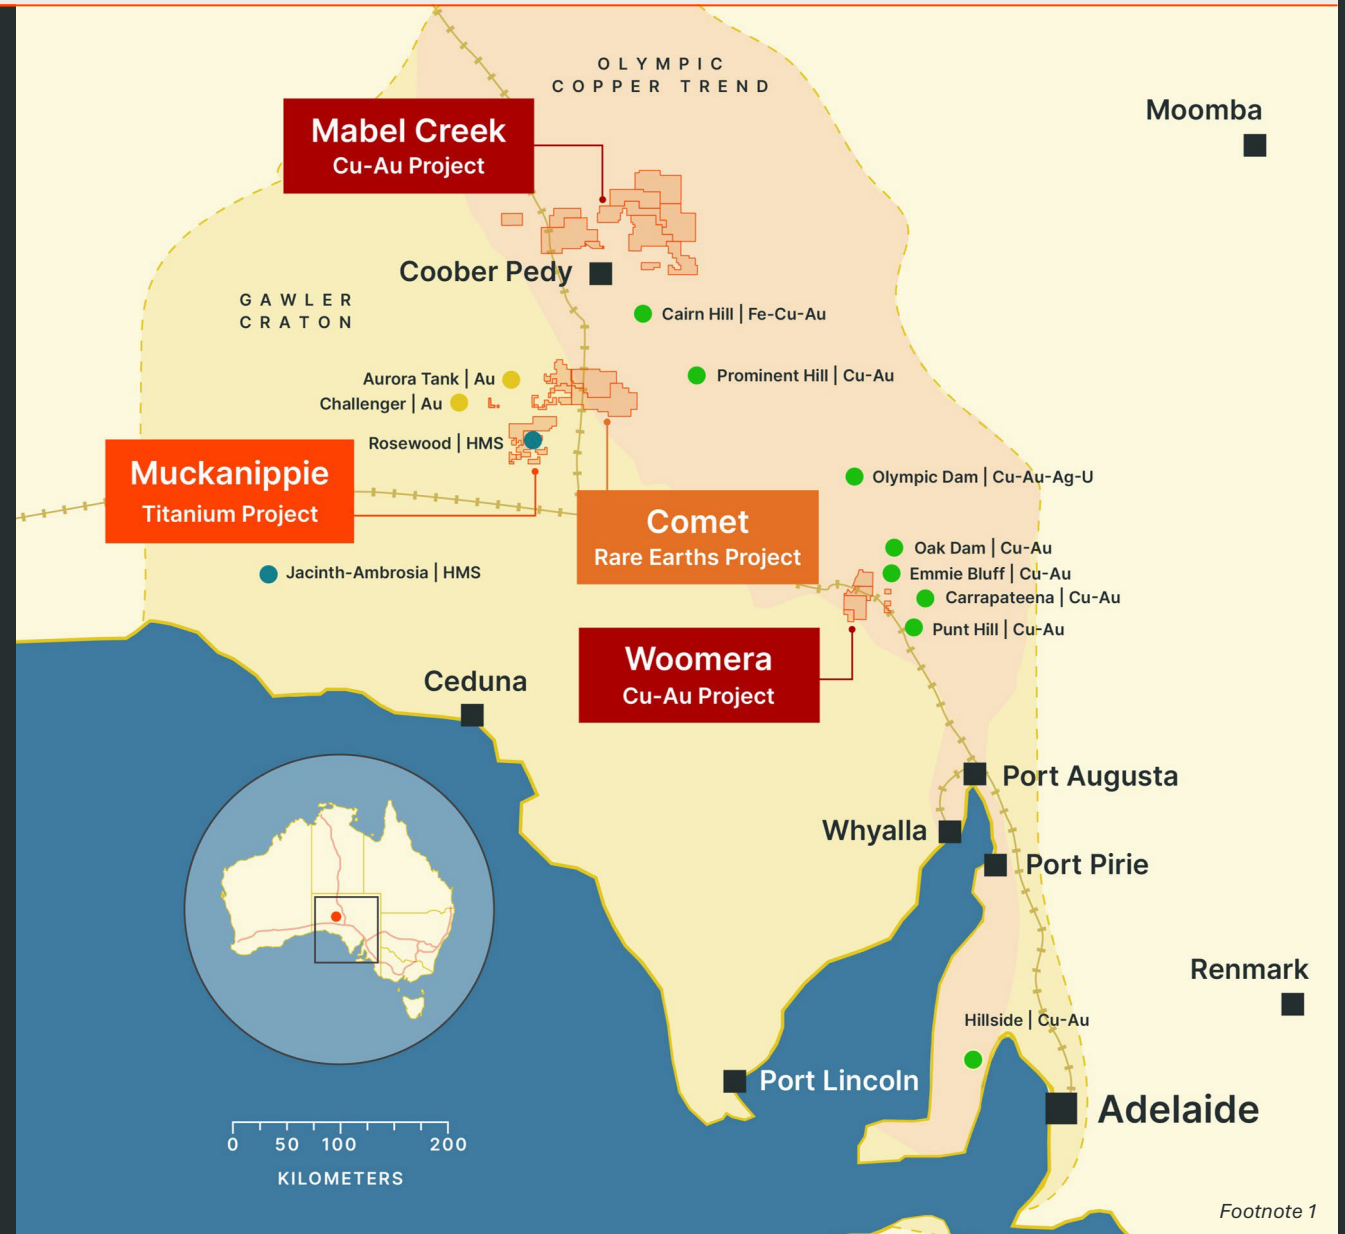 OLYMPIC
COPPER TREND
Moomba
Mabel Creek
Cu-Au Project
Coober Pedy
GAWLER
CRATON
Cairn Hill | Fe-Cu-Au
Aurora Tank | Au
Prominent Hill | Cu-Au
Challenger | Au
Rosewood | HMS
Muckanippie
Titanium Project
Olympic Dam | Cu-Au-Ag-U
Comet
Rare Earths Project
Oak Dam | Cu-Au
Jacinth-Ambrosia | HMS
Emmie Bluff | Cu-Au
Carrapateena | Cu-Au
Punt Hill | Cu-Au
Woomera
Cu-Au Project
Ceduna
Port Augusta
Whyalla
Port Pirie
Renmark
Hillside | Cu-Au
Port Lincoln
Adelaide
0 50 100 200
KILOMETERS
Footnote 1